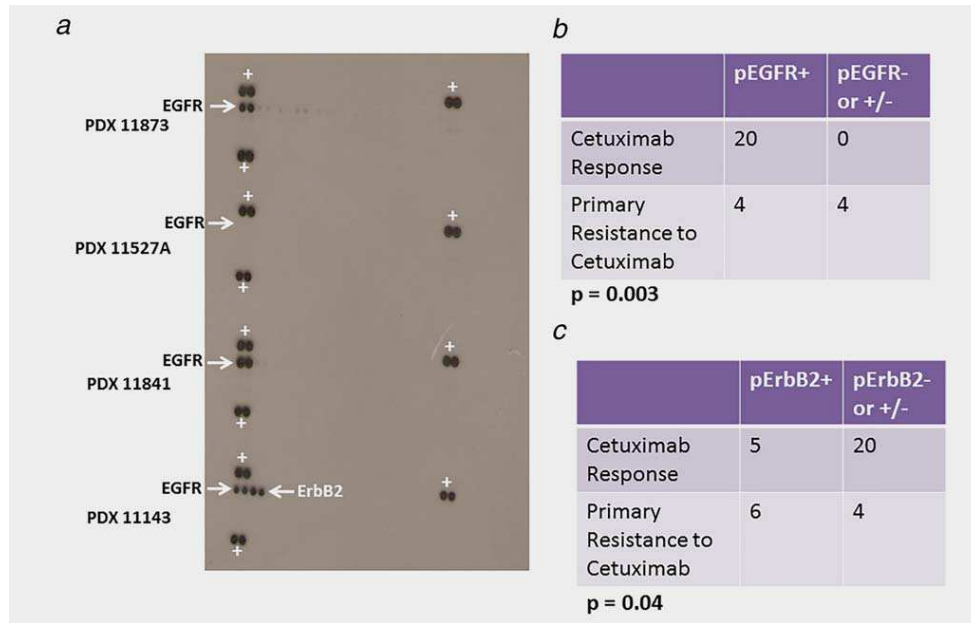 a
+
+
EGFR
PDX 11873
+
+
+
EGFR
PDX 11527A
+
+
+
EGFR
PDX 11841
+
+
EGFR
ErbB2
PDX 11143
+
+
b
pEGFR+
pEGFR-
or +/-
Cetuximab
Response
20
0
Primary
Resistance to
Cetuximab
4
4
p = 0.003
c
pErbB2+
pErbB2-
or +/-
Cetuximab
Response
5
20
Primary
Resistance to
Cetuximab
6
4
p = 0.04